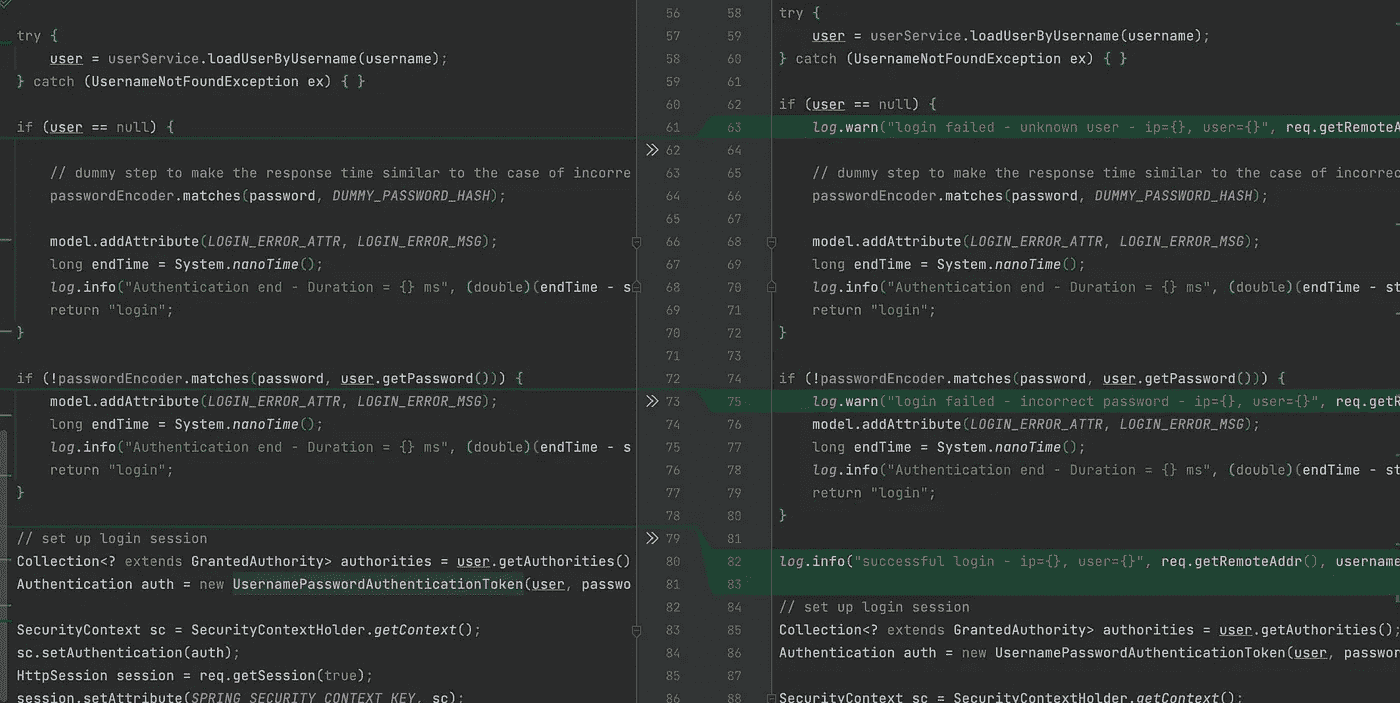 try {
user = userService.loadUserByUsername(username);
} catch (UsernameNotFoundException ex) { }
if (user == null) {
// dummy step to make the response time similar to the case of incorre
passwordEncoder.matches(password, DUMMY_PASSWORD_HASH);
model.addAttribute(LOGIN_ERROR_ATTR, LOGIN_ERROR_MSG);
long endTime = System.nanoTime();
log.info("Authentication end - Duration = {} ms", (double)(endTime - s
return "login";
}
if (!passwordEncoder.matches(password, user.getPassword())) {
model.addAttribute(LOGIN_ERROR_ATTR, LOGIN_ERROR_MSG);
long endTime = System.nanoTime();
log.info("Authentication end - Duration = {} ms", (double)(endTime - s
return "login";
}
// set up login session
Collection<? extends GrantedAuthority> authorities = user.getAuthorities()
Authentication auth = new UsernamePasswordAuthenticationToken(user, passwo
SecurityContext sc = SecurityContextHolder.getContext();
sc.setAuthentication(auth);
HttpSession session = req.getSession(true);
session.setAttribute(SPRING_SECURITY_CONTEXT_KEY, sc);
56 58
57 59
58 60
59 61
60 62
61 63
62 64
63 65
64 66
65 67
66 68
67 69
68 70
69 71
70 72
71 73
72 74
73 75
74 76
75 77
76 78
77 79
78 80
79 81
80 82
81 83
82 84
83 85
84 86
85 87
86 88
try {
user = userService.loadUserByUsername(username);
} catch (UsernameNotFoundException ex) { }
if (user == null) {
log.warn("login failed - unknown user - ip={}, user={}", req.getRemoteA
// dummy step to make the response time similar to the case of incorrec
passwordEncoder.matches(password, DUMMY_PASSWORD_HASH);
model.addAttribute(LOGIN_ERROR_ATTR, LOGIN_ERROR_MSG);
long endTime = System.nanoTime();
log.info("Authentication end - Duration = {} ms", (double)(endTime - st
return "login";
}
if (!passwordEncoder.matches(password, user.getPassword())) {
log.warn("login failed - incorrect password - ip={}, user={}", req.getR
model.addAttribute(LOGIN_ERROR_ATTR, LOGIN_ERROR_MSG);
long endTime = System.nanoTime();
log.info("Authentication end - Duration = {} ms", (double)(endTime - st
return "login";
}
log.info("successful login - ip={}, user={}", req.getRemoteAddr(), username
// set up login session
Collection<? extends GrantedAuthority> authorities = user.getAuthorities();
Authentication auth = new UsernamePasswordAuthenticationToken(user, passwor
SecurityContext sc = SecurityContextHolder.getContext();